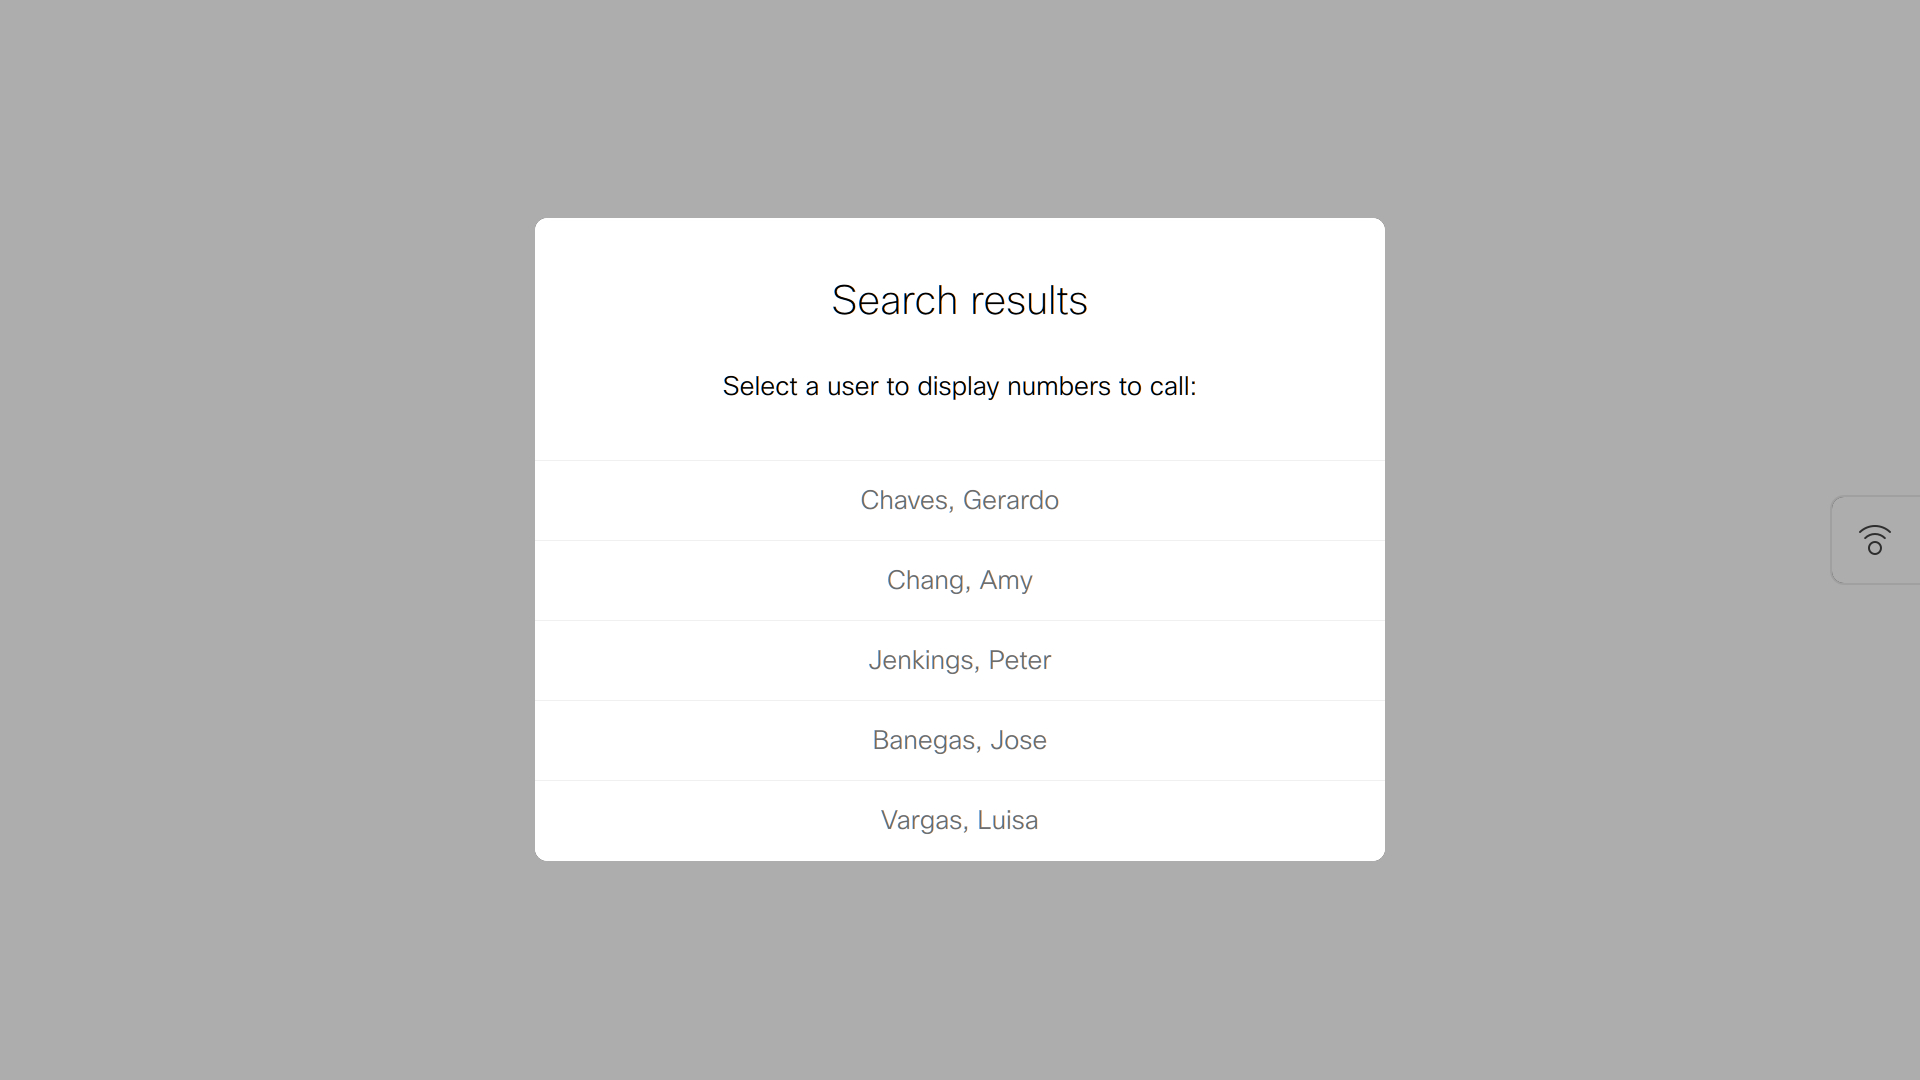 Search results
Select a user to display numbers to call:
Chaves, Gerardo
Chang, Amy
Jenkings, Peter
Banegas, Jose
Vargas, Luisa